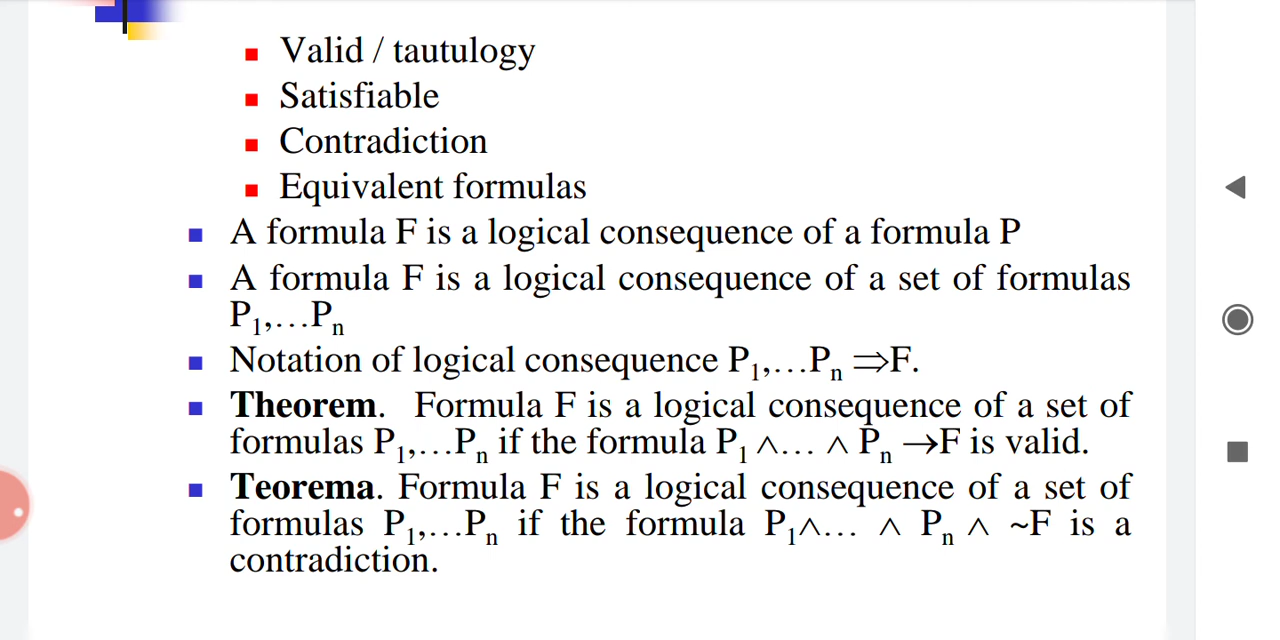 Valid / tautulogy
Satisfiable
Contradiction
Equivalent formulas
A formula F is a logical consequence of a formula P
A formula F is a logical consequence of a set of formulas
P₁,…Pₙ
Notation of logical consequence P₁,…Pₙ ⇒F.
Theorem. Formula F is a logical consequence of a set of
formulas P₁,…Pₙ if the formula P₁ ∧… ∧ Pₙ →F is valid.
Teorema. Formula F is a logical consequence of a set of
formulas P₁,…Pₙ if the formula P₁∧… ∧ Pₙ ∧ ~F is a
contradiction.